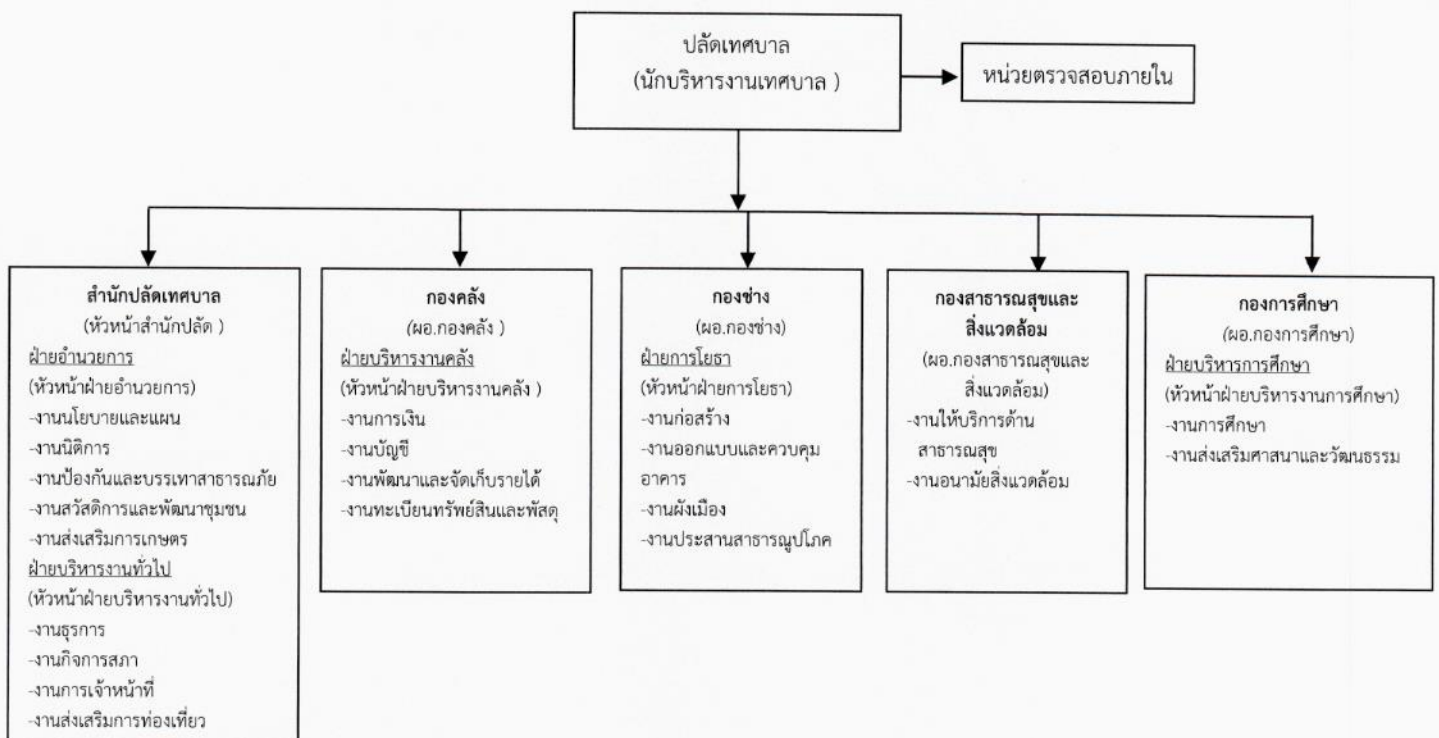 ปลัดเทศบาล
(นักบริหารงานเทศบาล )
หน่วยตรวจสอบภายใน
สำนักปลัดเทศบาล
(หัวหน้าสำนักปลัด )
ฝ่ายอำนวยการ
(หัวหน้าฝ่ายอำนวยการ)
-งานนโยบายและแผน
-งานนิติการ
-งานป้องกันและบรรเทาสาธารณภัย
-งานสวัสดิการและพัฒนาชุมชน
-งานส่งเสริมการเกษตร
ฝ่ายบริหารงานทั่วไป
(หัวหน้าฝ่ายบริหารงานทั่วไป)
-งานธุรการ
-งานกิจการสภา
-งานการเจ้าหน้าที่
-งานส่งเสริมการท่องเที่ยว
กองคลัง
(ผอ.กองคลัง )
ฝ่ายบริหารงานคลัง
(หัวหน้าฝ่ายบริหารงานคลัง )
-งานการเงิน
-งานบัญชี
-งานพัฒนาและจัดเก็บรายได้
-งานทะเบียนทรัพย์สินและพัสดุ
กองช่าง
(ผอ.กองช่าง)
ฝ่ายการโยธา
(หัวหน้าฝ่ายการโยธา)
-งานก่อสร้าง
-งานออกแบบและควบคุม
อาคาร
-งานผังเมือง
-งานประสานสาธารณูปโภค
กองสาธารณสุขและ
สิ่งแวดล้อม
(ผอ.กองสาธารณสุขและ
สิ่งแวดล้อม)
-งานให้บริการด้าน
สาธารณสุข
-งานอนามัยสิ่งแวดล้อม
กองการศึกษา
(ผอ.กองการศึกษา)
ฝ่ายบริหารการศึกษา
(หัวหน้าฝ่ายบริหารงานการศึกษา)
-งานการศึกษา
-งานส่งเสริมศาสนาและวัฒนธรรม